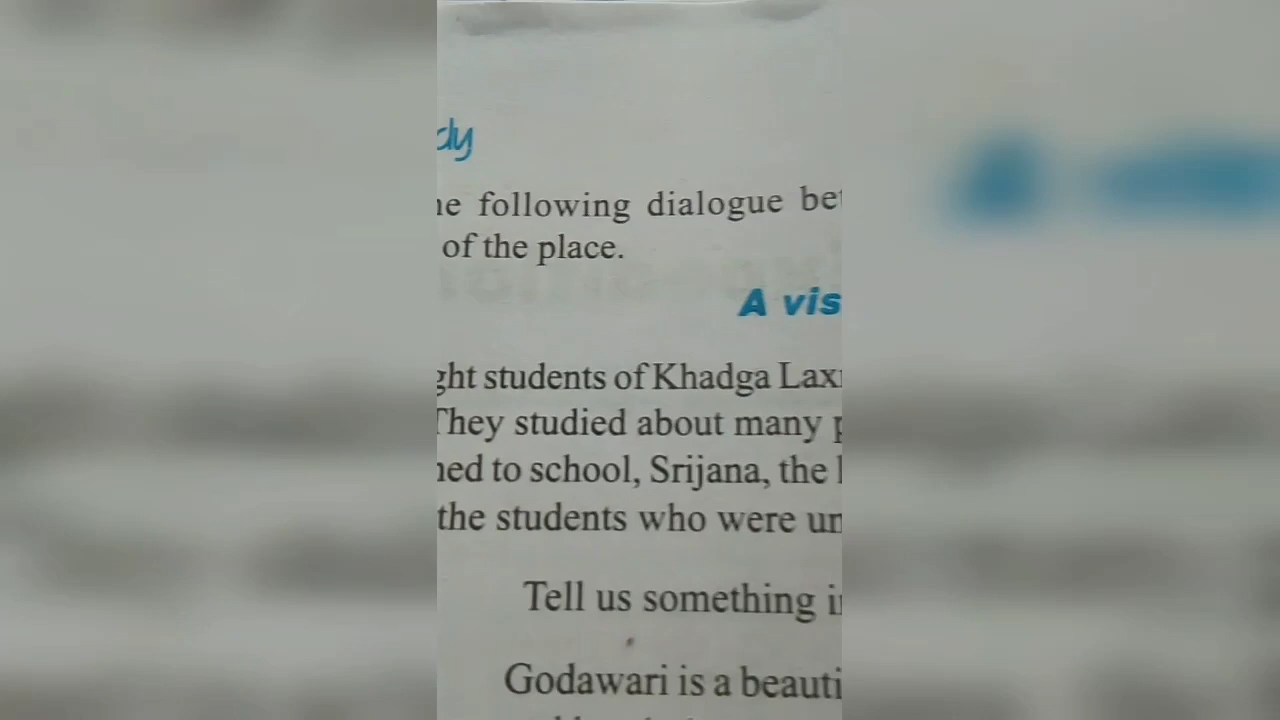 dy
he following dialogue bet
of the place.
A vis
ght students of Khadga Lax
They studied about many p
ned to school, Srijana, the
the students who were un
Tell us something in
Godawari is a beauti